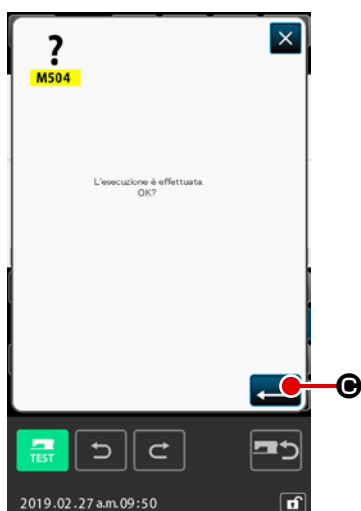 ?
M504
L'esecuzione è effettuata.
OK?
C
TEST
2019.02.27 a.m.09:50